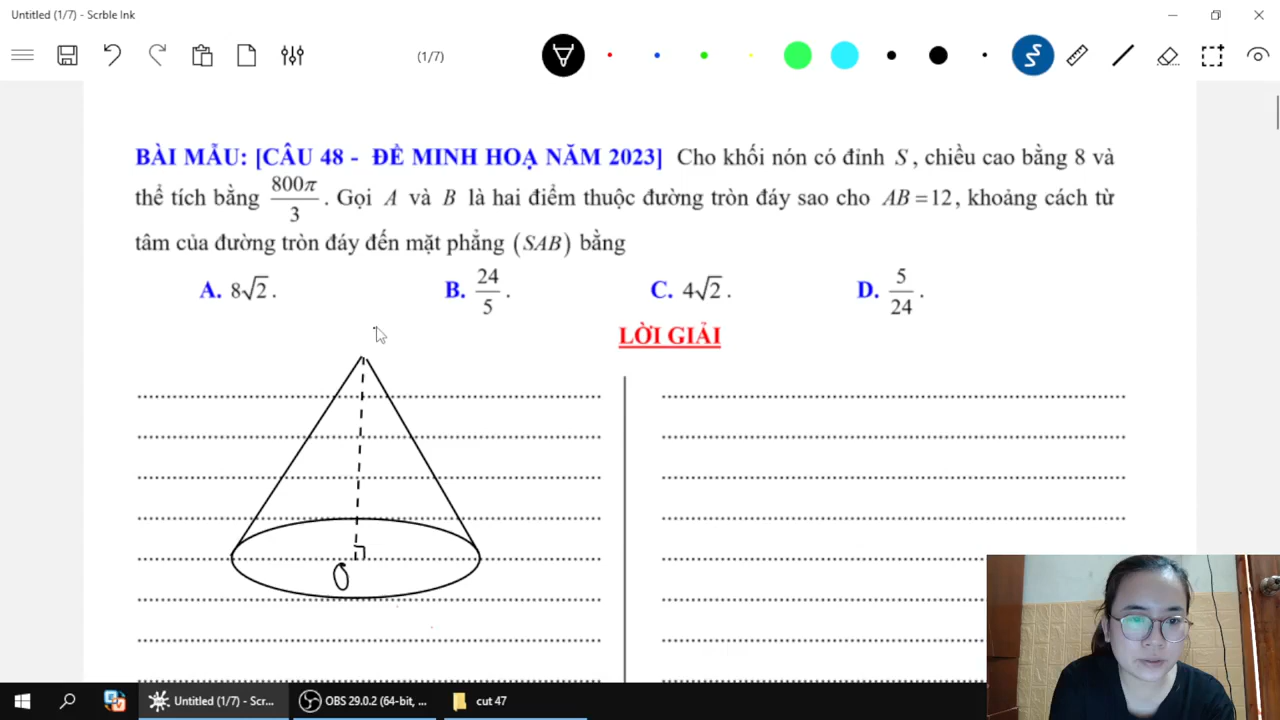 Untitled (1/7) - Scrble Ink
(1/7)
BÀI MẪU: [CÂU 48 - ĐỀ MINH HOẠ NĂM 2023] Cho khối nón có đỉnh S, chiều cao bằng 8 và
thể tích bằng 800π/3. Gọi A và B là hai điểm thuộc đường tròn đáy sao cho AB = 12, khoảng cách từ
tâm của đường tròn đáy đến mặt phẳng (SAB) bằng
A. 8√2. B. 24/5. C. 4√2. D. 5/24.
LỜI GIẢI
O
Untitled (1/7) - Scr... OBS 29.0.2 (64-bit, ... cut 47